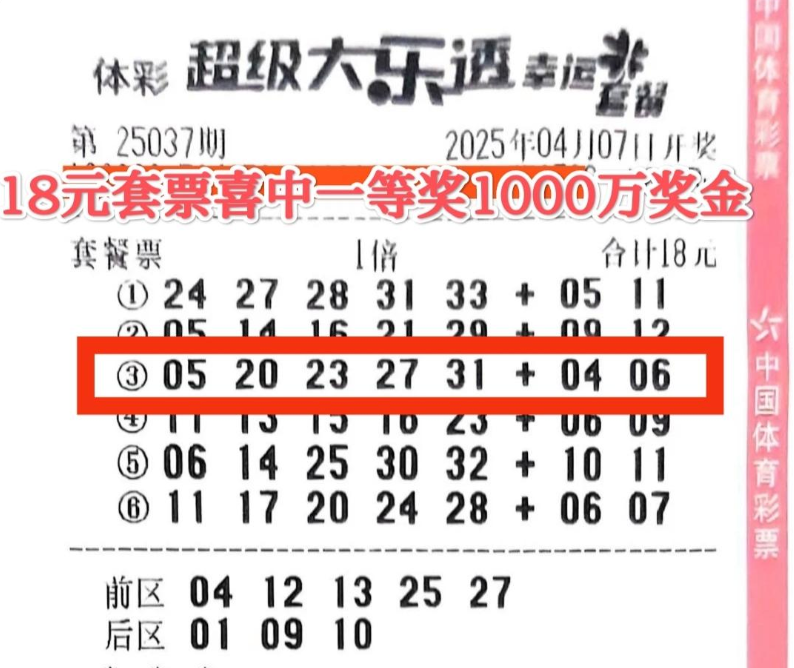 体彩 超级大乐透 幸运套餐
第 25037期 2025年04月07日开奖
18元套票喜中一等奖1000万奖金
套餐票 1倍 合计18元
① 24 27 28 31 33 + 05 11
② 05 14 16 21 29 + 09 12
③ 05 20 23 27 31 + 04 06
④ 11 13 15 16 23 + 06 09
⑤ 06 14 25 30 32 + 10 11
⑥ 11 17 20 24 28 + 06 07
前区 04 12 13 25 27
后区 01 09 10
中国体育彩票
中国体育彩票